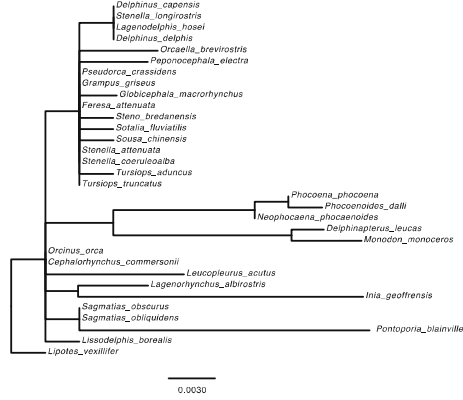 Delphinus_capensis
Stenella_longirostris
Lagenodelphis_hosei
Delphinus_delphis
Orcaella_brevirostris
Peponocephala_electra
Pseudorca_crassidens
Grampus_griseus
Globicephala_macrorhynchus
Feresa_attenuata
Steno_bredanensis
Sotalia_fluviatilis
Sousa_chinensis
Stenella_attenuata
Stenella_coeruleoalba
Tursiops_aduncus
Tursiops_truncatus
Phocoena_phocoena
Phocoenoides_dalli
Neophocaena_phocaenoides
Delphinapterus_leucas
Monodon_monoceros
Orcinus_orca
Cephalorhynchus_commersonii
Leucopleurus_acutus
Lagenorhynchus_albirostris
Inia_geoffrensis
Sagmatias_obscurus
Sagmatias_obliquidens
Pontoporia_blainville
Lissodelphis_borealis
Lipotes_vexillifer
0.0030